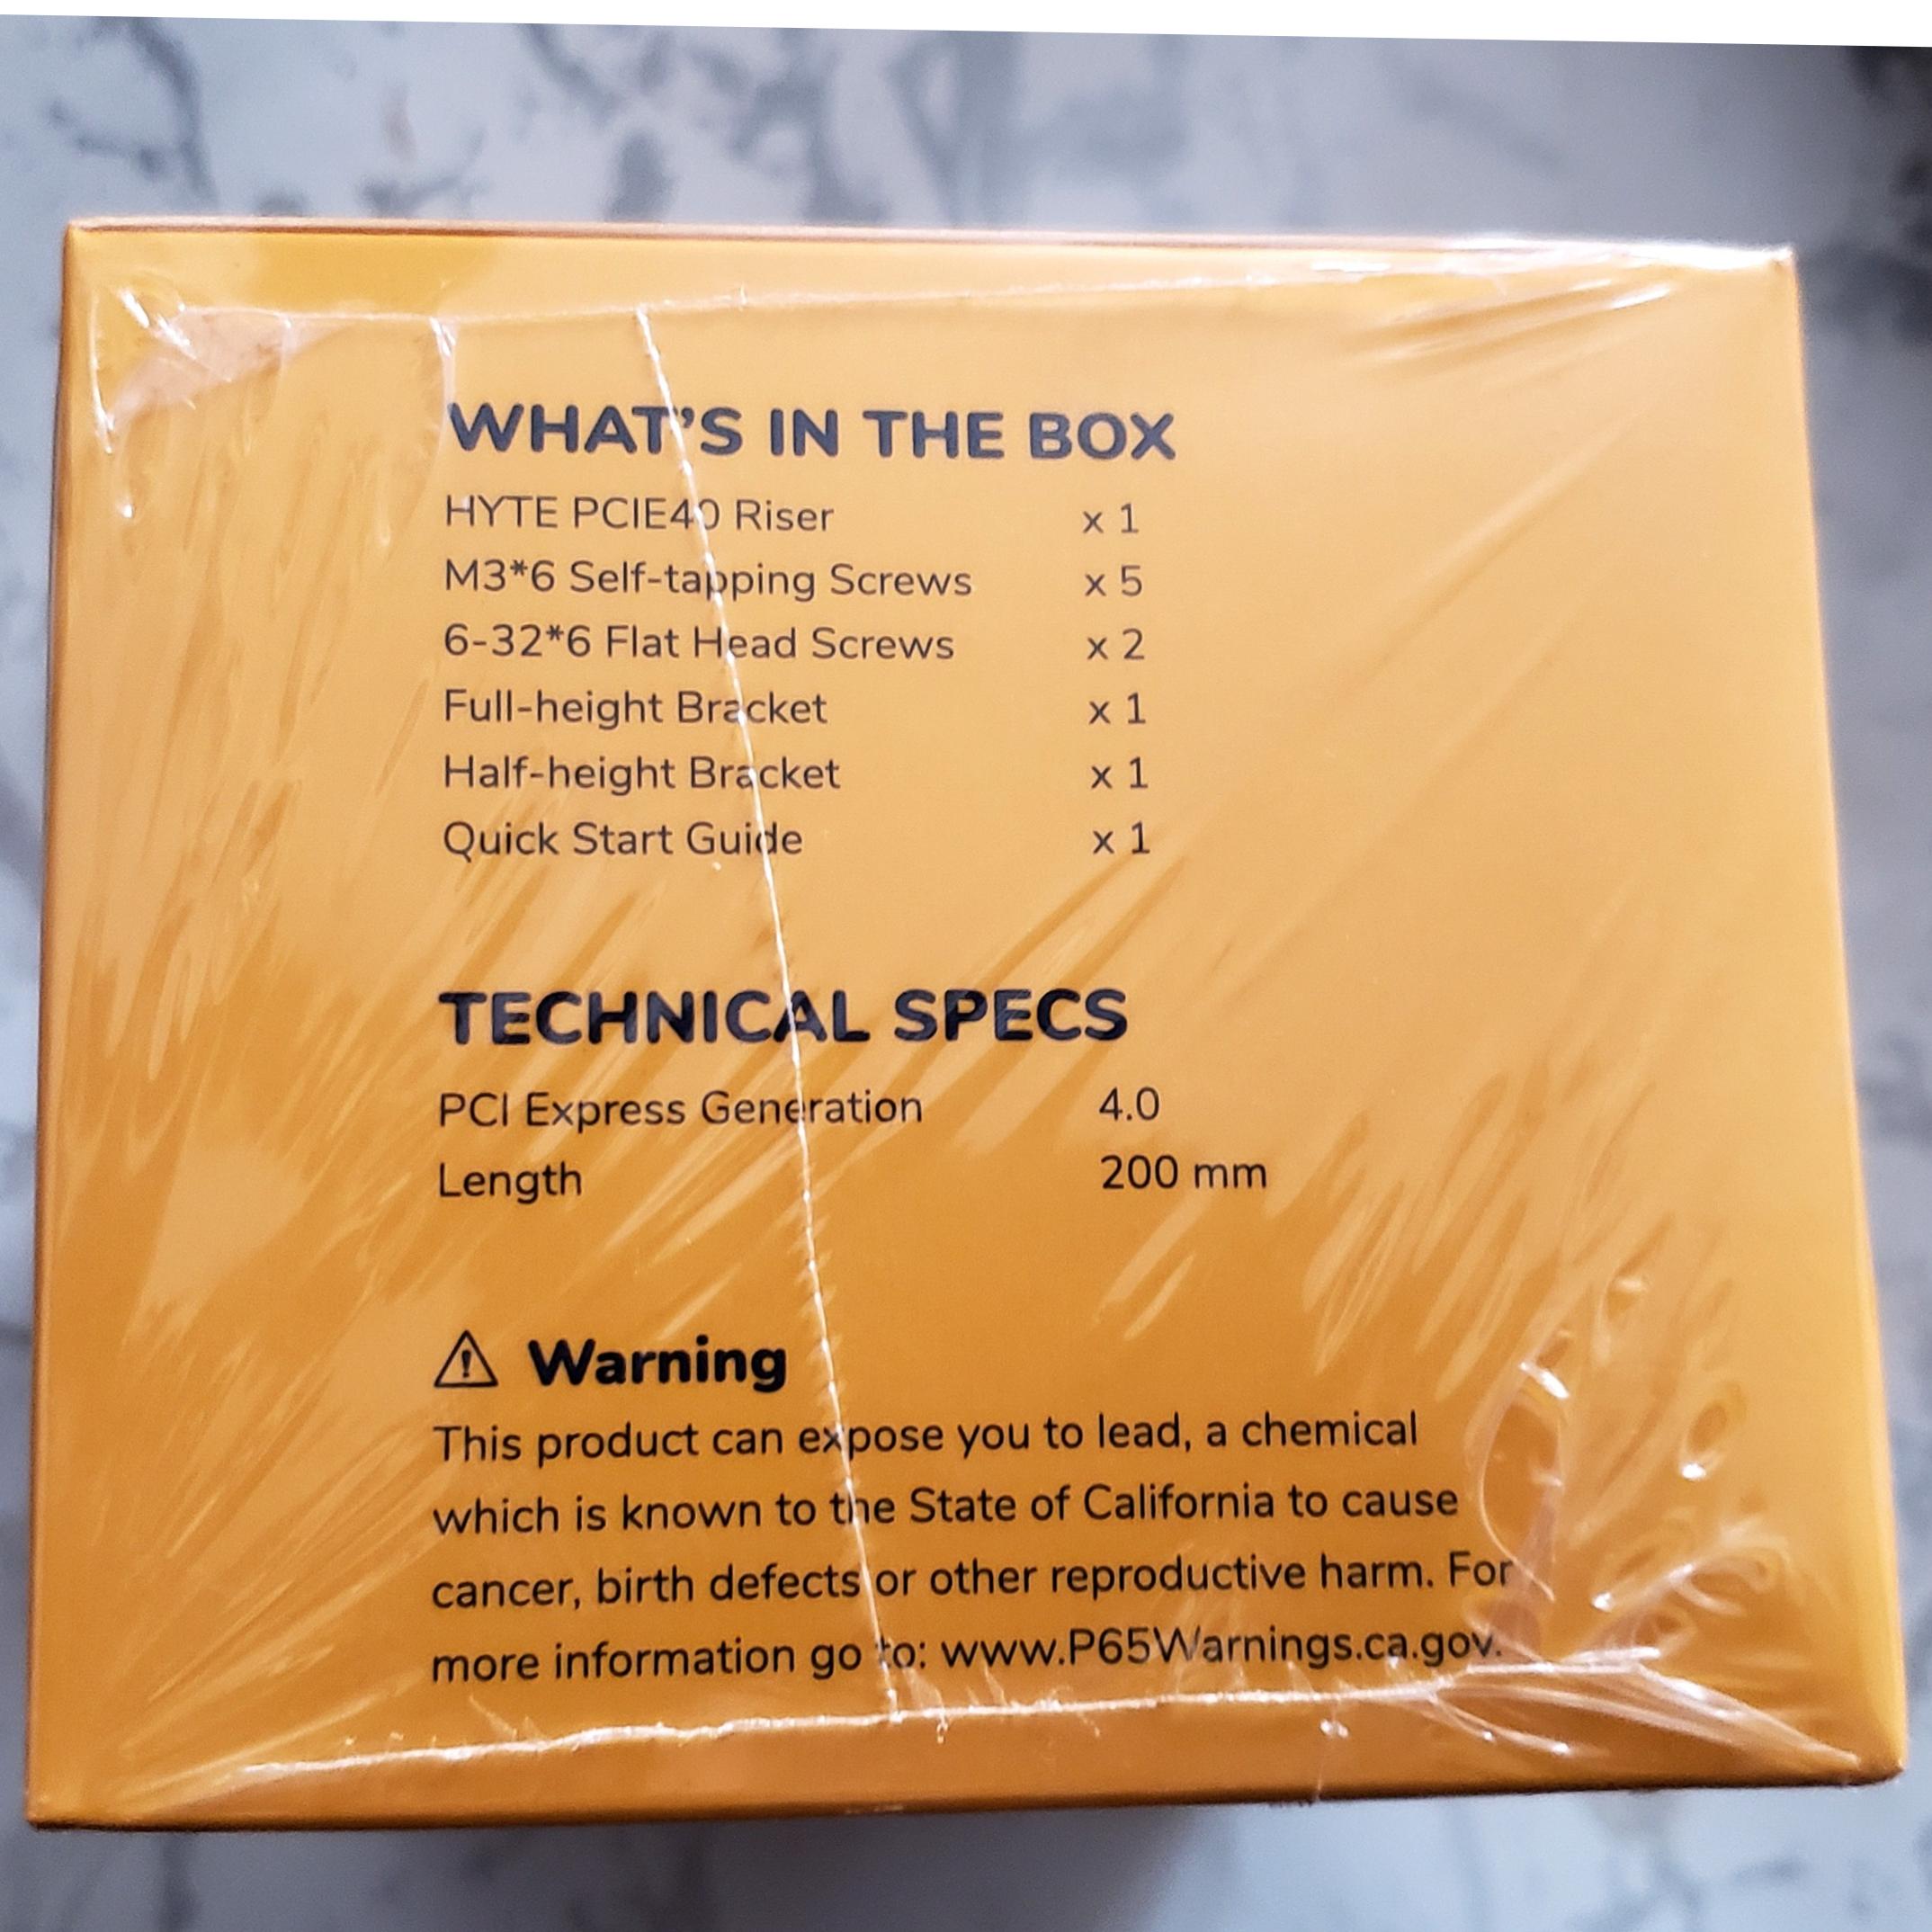 WHAT'S IN THE BOX
HYTE PCIE40 Riser x 1
M3*6 Self-tapping Screws x 5
6-32*6 Flat Head Screws x 2
Full-height Bracket x 1
Half-height Bracket x 1
Quick Start Guide x 1
TECHNICAL SPECS
PCI Express Generation 4.0
Length 200 mm
⚠ Warning
This product can expose you to lead, a chemical
which is known to the State of California to cause
cancer, birth defects or other reproductive harm. For
more information go to: www.P65Warnings.ca.gov.